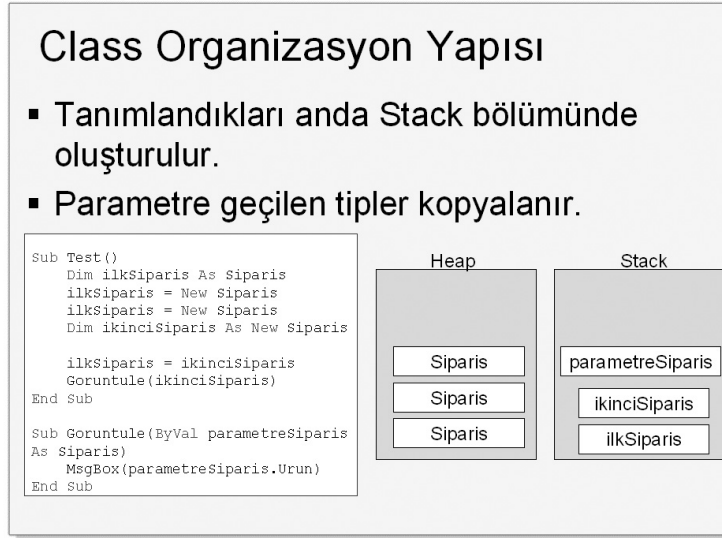 Class Organizasyon Yapısı
▪ Tanımlandıkları anda Stack bölümünde
oluşturulur.
▪ Parametre geçilen tipler kopyalanır.
Sub Test()
    Dim ilkSiparis As Siparis
    ilkSiparis = New Siparis
    ilkSiparis = New Siparis
    Dim ikinciSiparis As New Siparis
    ilkSiparis = ikinciSiparis
    Goruntule(ikinciSiparis)
End Sub
Sub Goruntule(ByVal parametreSiparis
As Siparis)
    MsgBox(parametreSiparis.Urun)
End Sub
Heap
Siparis
Siparis
Siparis
Stack
parametreSiparis
ikinciSiparis
ilkSiparis